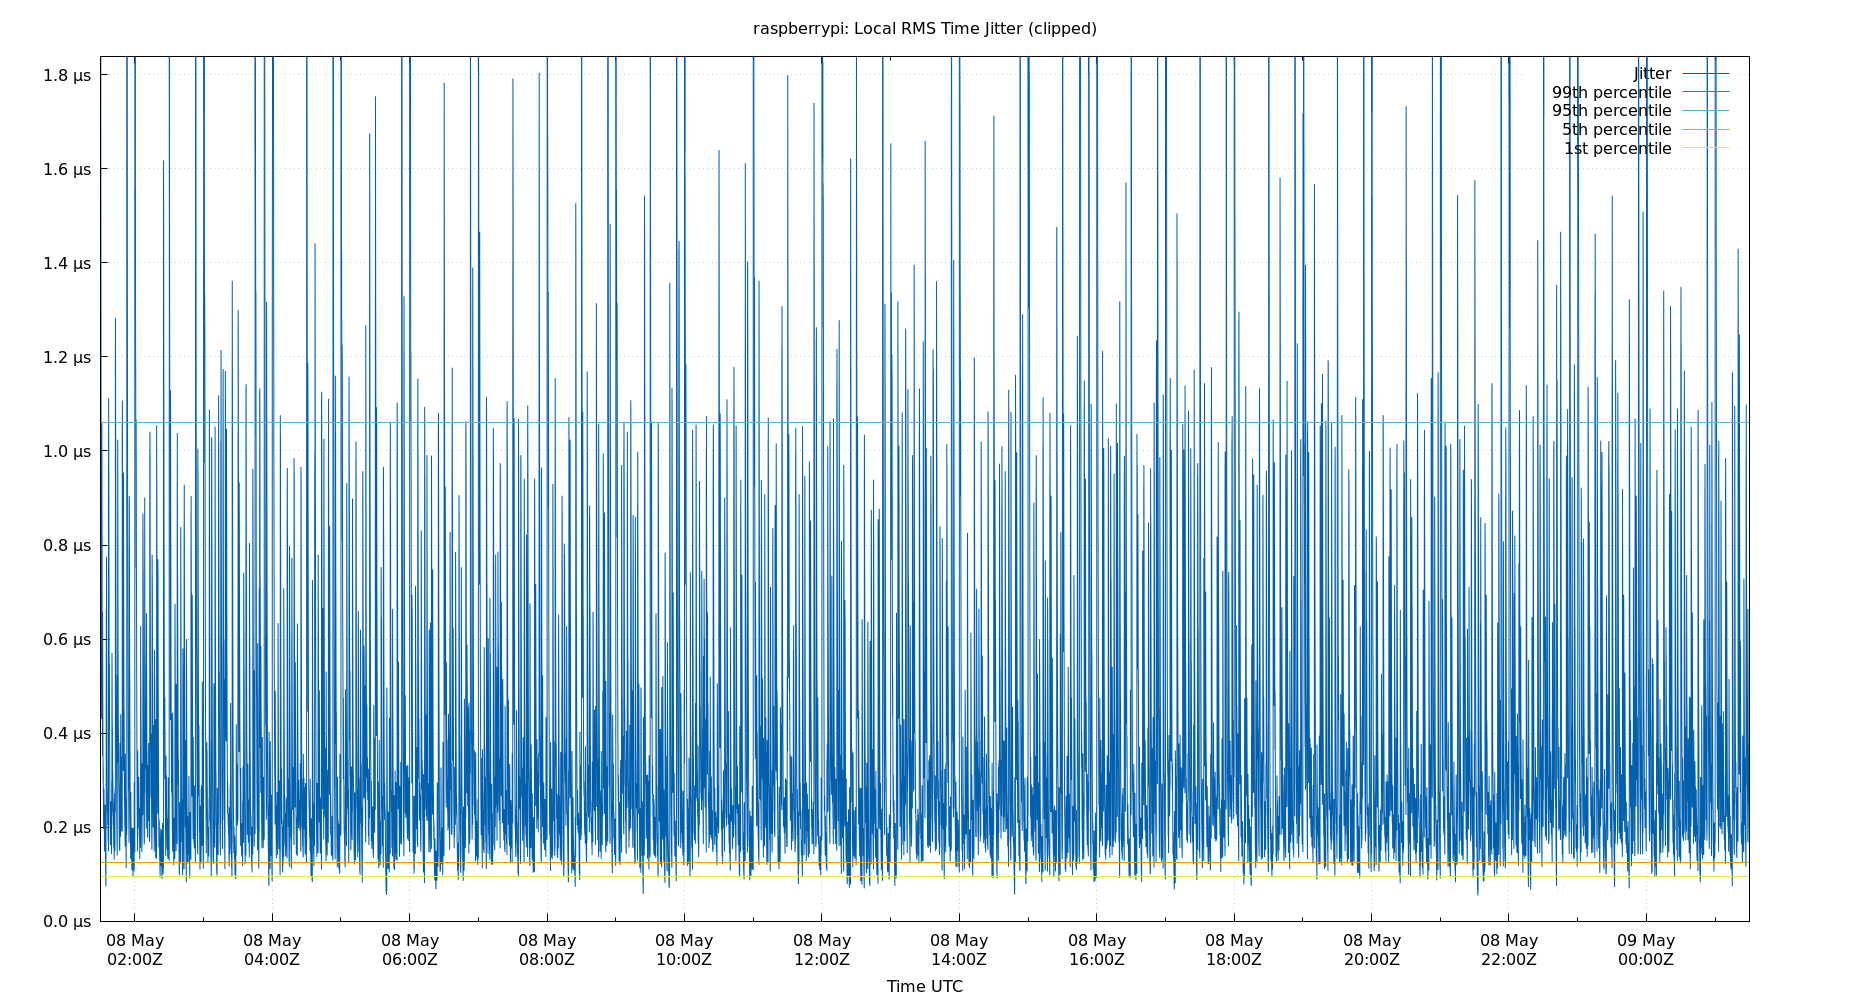 raspberrypi: Local RMS Time Jitter (clipped)
Jitter
99th percentile
95th percentile
5th percentile
1st percentile
1.8 µs
1.6 µs
1.4 µs
1.2 µs
1.0 µs
0.8 µs
0.6 µs
0.4 µs
0.2 µs
0.0 µs
08 May 08 May 08 May 08 May 08 May 08 May 08 May 08 May 08 May 08 May 08 May 09 May
02:00Z 04:00Z 06:00Z 08:00Z 10:00Z 12:00Z 14:00Z 16:00Z 18:00Z 20:00Z 22:00Z 00:00Z
Time UTC